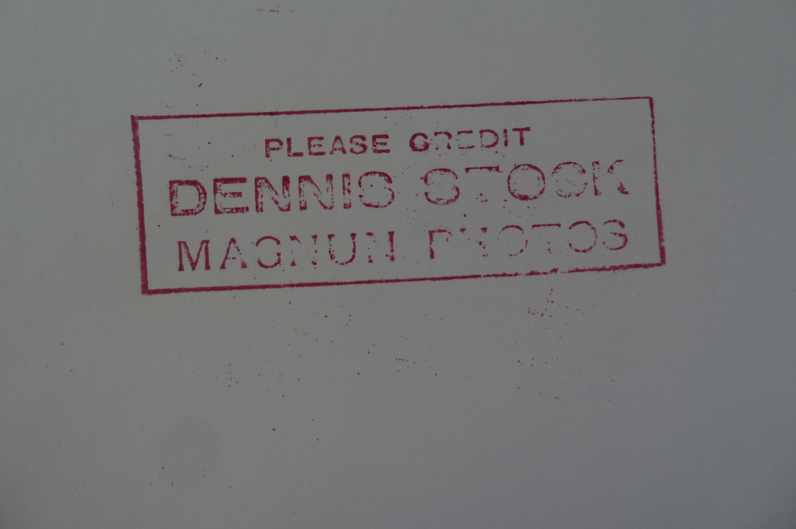 PLEASE CREDIT
DENNIS STOCK
MAGNUM PHOTOS